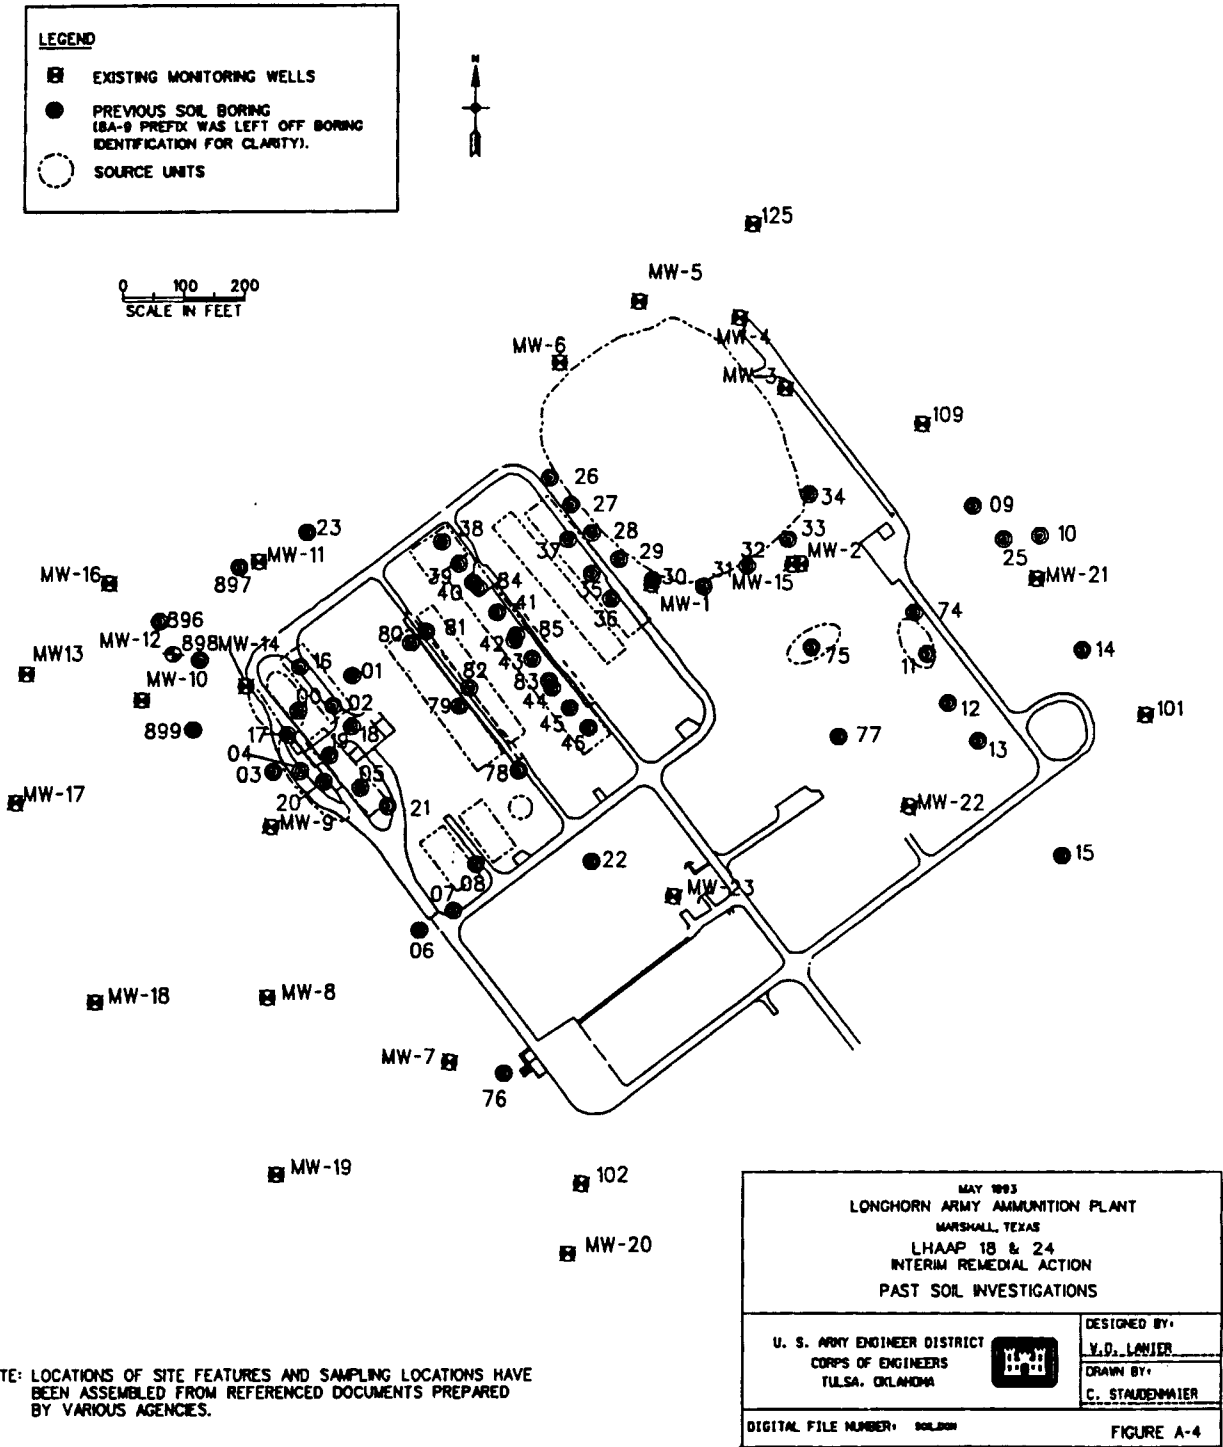 LEGEND
EXISTING MONITORING WELLS
PREVIOUS SOIL BORING
(8A-9 PREFIX WAS LEFT OFF BORING
IDENTIFICATION FOR CLARITY).
SOURCE UNITS
N
0 100 200
SCALE IN FEET
125
MW-5
MW-4
MW-6
MW-3
109
26
27
34
09
28
33
10
25
23
38
37
29
32
MW-2
MW-11
MW-16
897
39
84
40
35
30
31
MW-15
MW-1
MW-21
36
41
74
896
MW-12
898
MW-14
80
81
42
85
43
75
11
14
MW13
MW-10
16
01
82
83
44
00
02
79
12
101
899
17
18
45
46
77
13
04
19
03
05
78
20
21
MW-17
MW-9
MW-22
08
22
15
07
MW-23
06
MW-18
MW-8
MW-7
76
MW-19
102
MW-20
MAY 1993
LONGHORN ARMY AMMUNITION PLANT
MARSHALL, TEXAS
LHAAP 18 & 24
INTERIM REMEDIAL ACTION
PAST SOIL INVESTIGATIONS
U. S. ARMY ENGINEER DISTRICT
CORPS OF ENGINEERS
TULSA, OKLAHOMA
DESIGNED BY:
V.D. LANIER
DRAWN BY:
C. STAUDENMAIER
DIGITAL FILE NUMBER:
FIGURE A-4
TE: LOCATIONS OF SITE FEATURES AND SAMPLING LOCATIONS HAVE
BEEN ASSEMBLED FROM REFERENCED DOCUMENTS PREPARED
BY VARIOUS AGENCIES.